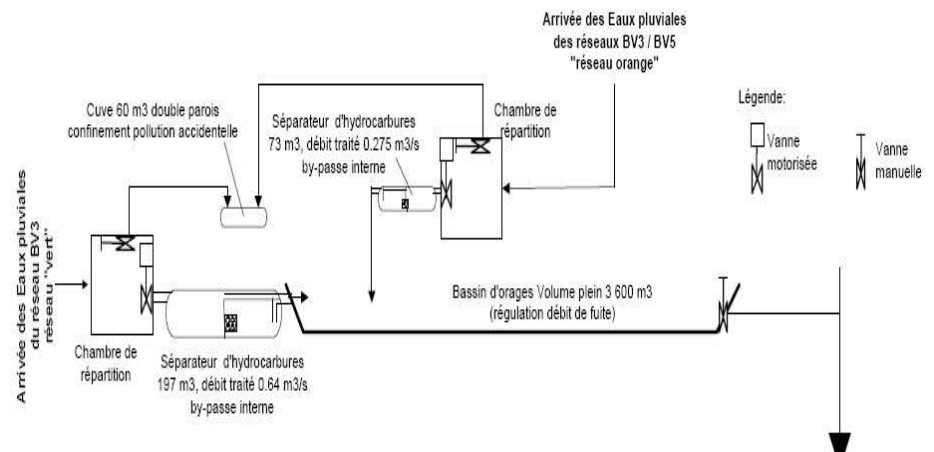 Arrivée des Eaux pluviales
des réseaux BV3 / BV5
"réseau orange"
Cuve 60 m3 double parois
confinement pollution accidentelle
Séparateur d'hydrocarbures
73 m3, débit traité 0.275 m3/s
by-passe interne
Chambre de
répartition
Légende:
Vanne
motorisée
Vanne
manuelle
Arrivée des Eaux pluviales
du réseau BV3
réseau "vert"
Chambre de
répartition
Séparateur d'hydrocarbures
197 m3, débit traité 0.64 m3/s
by-passe interne
Bassin d'orages Volume plein 3 600 m3
(régulation débit de fuite)